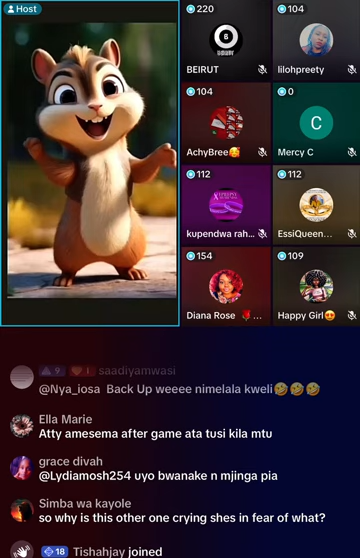 Host
220
BEIRUT
104
lilohpreety
104
AchyBree🥰
0
C
Mercy C
112
kupendwa rah...
112
EssiQueen...
154
Diana Rose 🌹...
109
Happy Girl😍
9 1 saadiyamwasi
@Nya_iosa Back Up weeee nimelala kweli🤣🤣🤣
Ella Marie
Atty amesema after game ata tusi kila mtu
grace divah
@Lydiamosh254 uyo bwanake n mjinga pia
Simba wa kayole
so why is this other one crying shes in fear of what?
18 Tishahjay joined